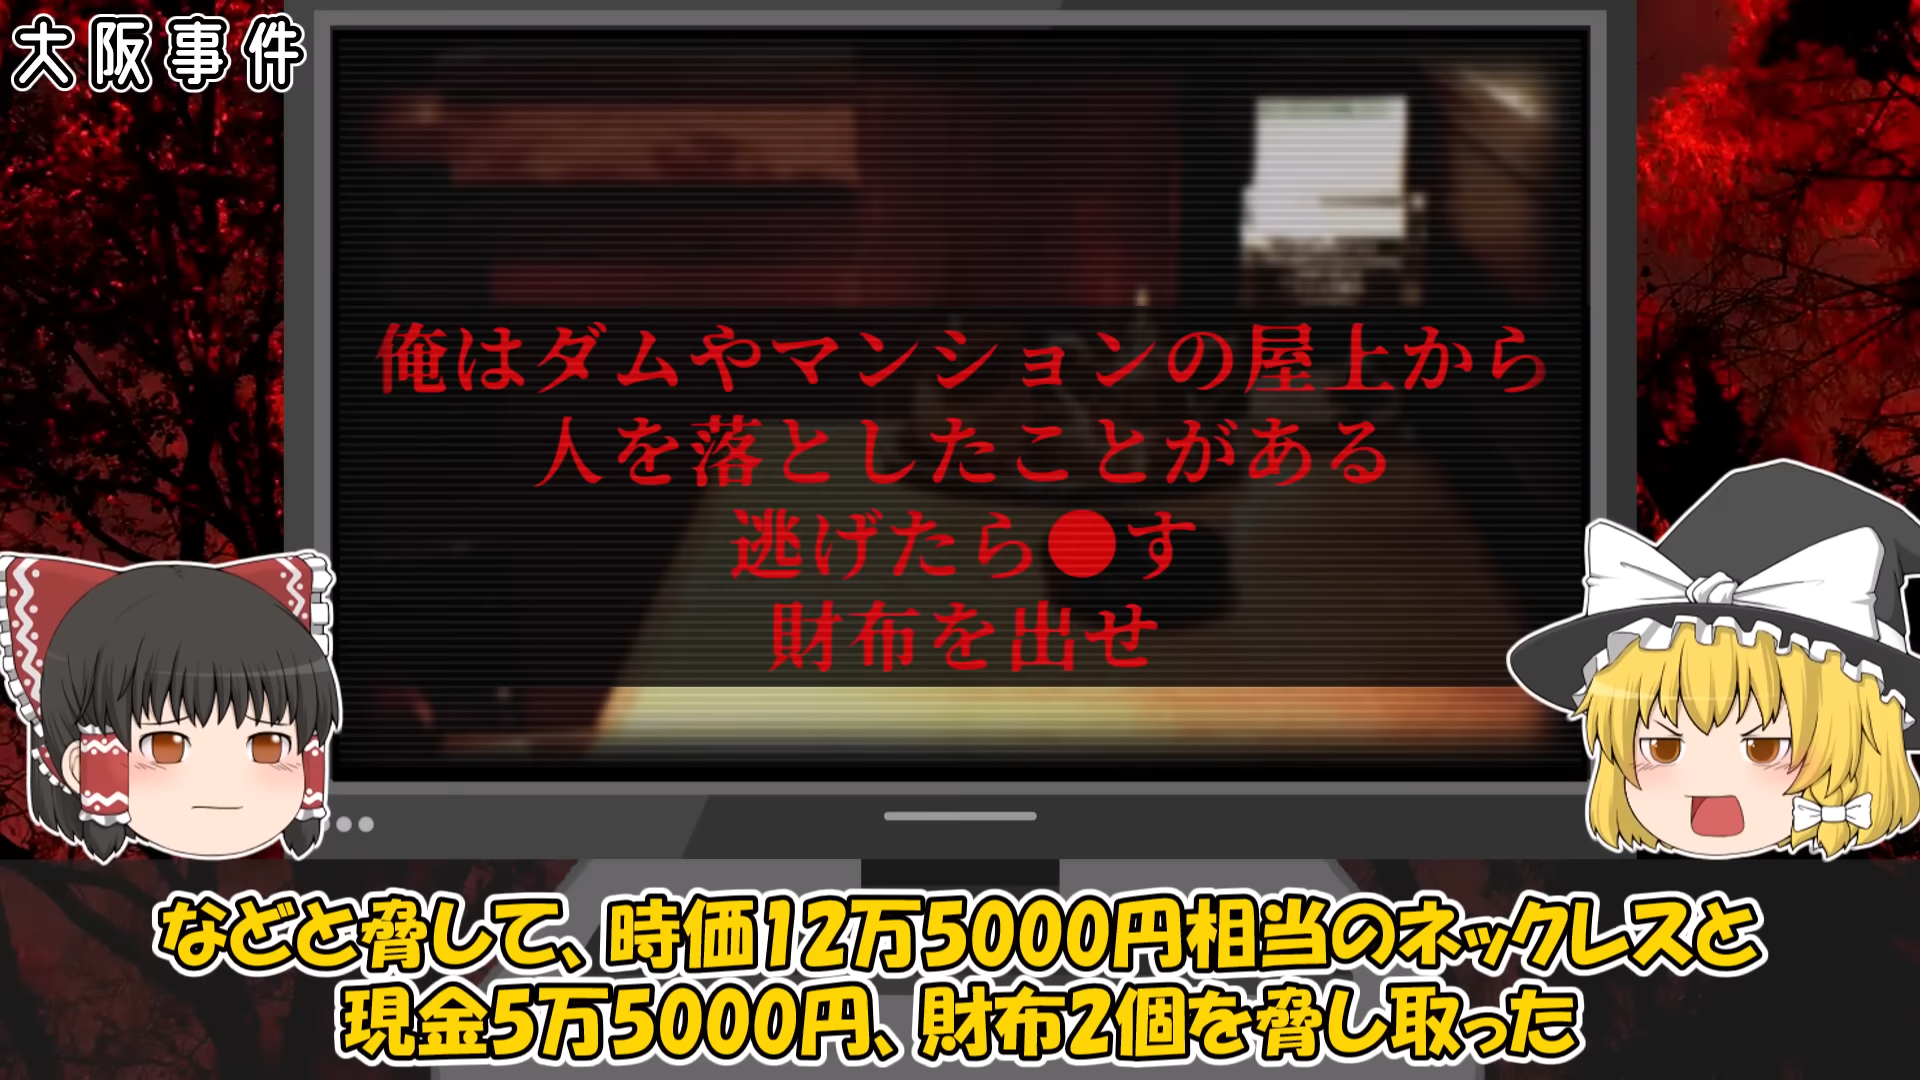 大阪事件
俺はダムやマンションの屋上から
人を落としたことがある
逃げたら●す
財布を出せ
などと脅して、時価12万5000円相当のネックレスと
現金5万5000円、財布2個を脅し取った